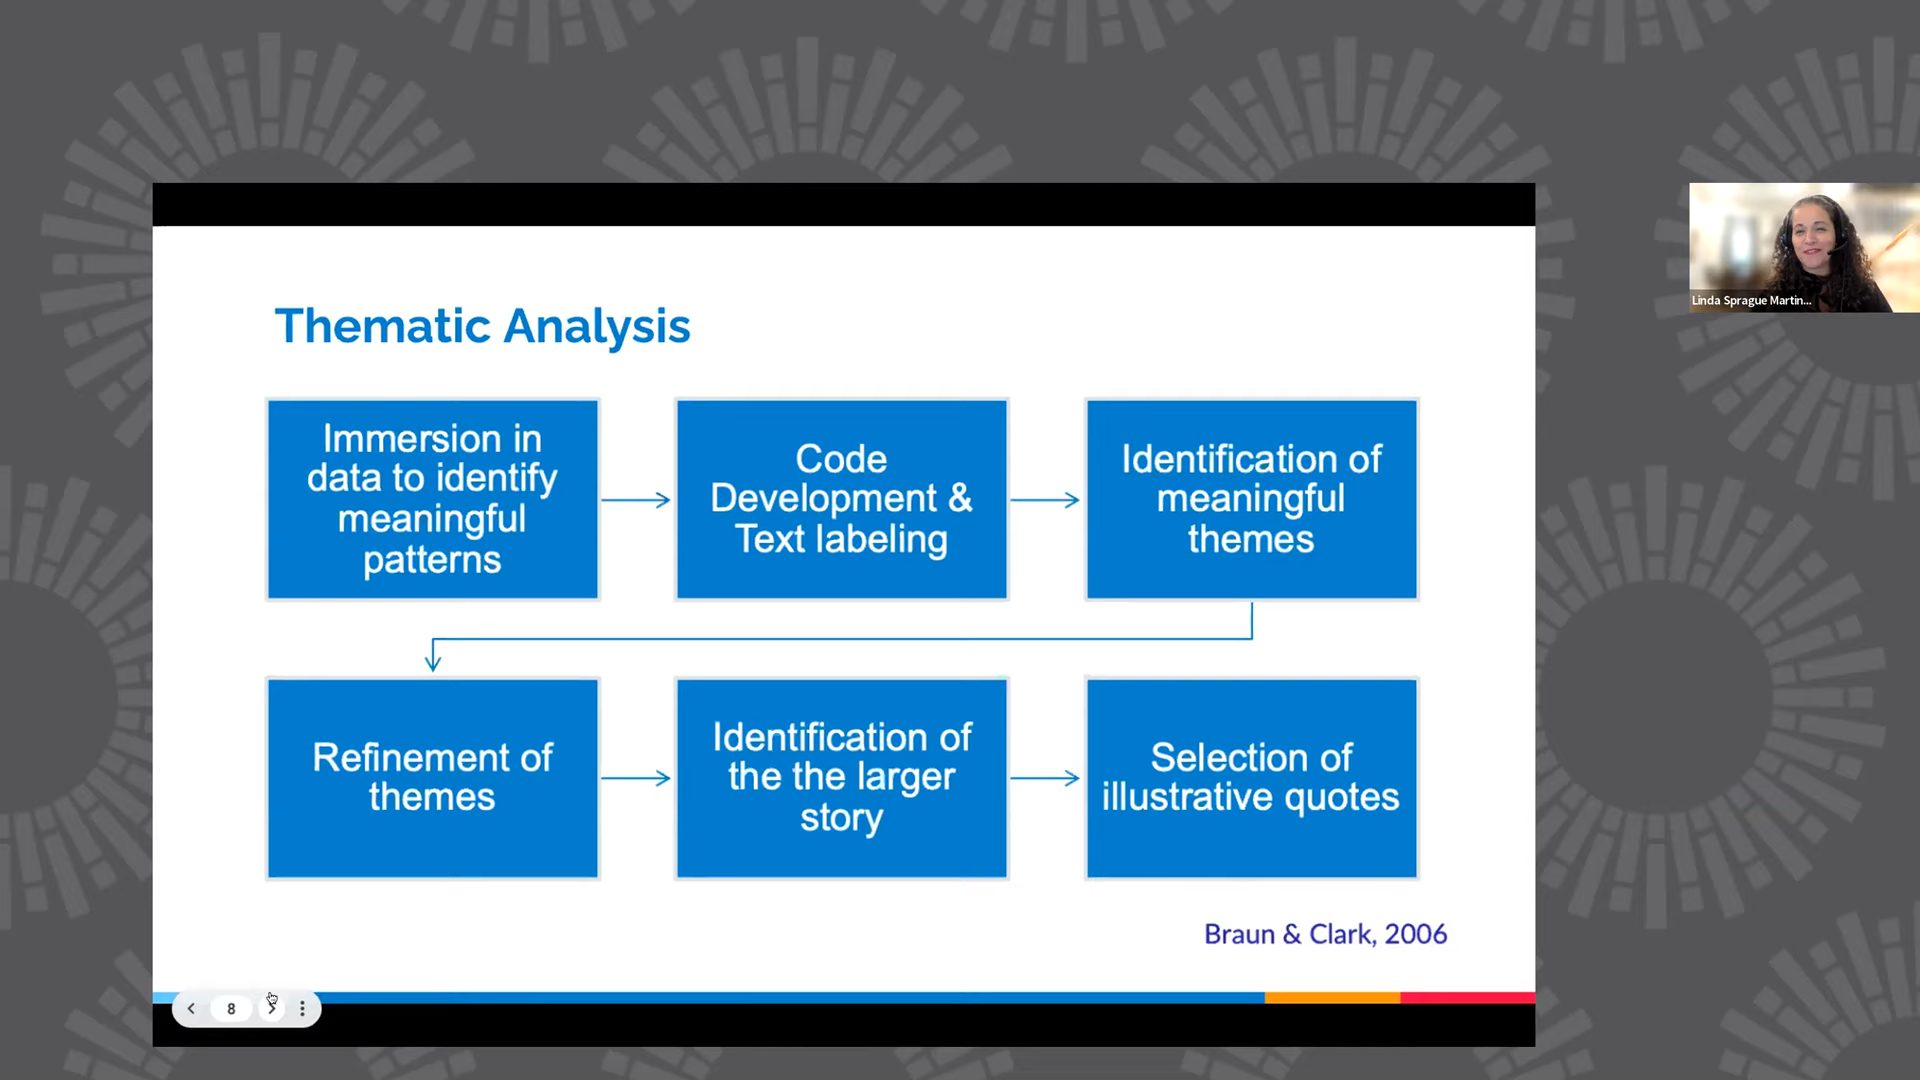 Thematic Analysis
Immersion in
data to identify
meaningful
patterns
Code
Development &
Text labeling
Identification of
meaningful
themes
Refinement of
themes
Identification of
the the larger
story
Selection of
illustrative quotes
Braun & Clark, 2006
8
Linda Sprague Martin...